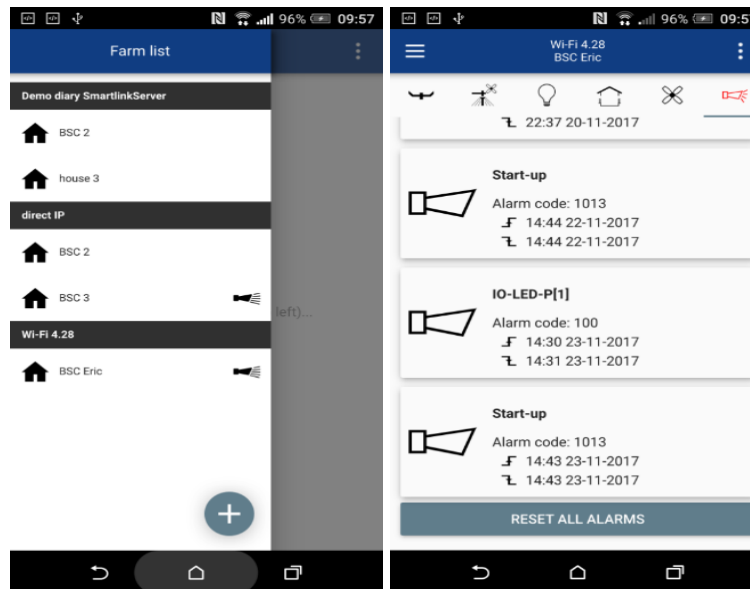 96% 09:57
Farm list
Demo diary SmartlinkServer
BSC 2
house 3
direct IP
BSC 2
BSC 3
left)...
Wi-Fi 4.28
BSC Eric
+
96% 09:5
Wi-Fi 4.28
BSC Eric
22:37 20-11-2017
Start-up
Alarm code: 1013
14:44 22-11-2017
14:44 22-11-2017
IO-LED-P[1]
Alarm code: 100
14:30 23-11-2017
14:31 23-11-2017
Start-up
Alarm code: 1013
14:43 23-11-2017
14:43 23-11-2017
RESET ALL ALARMS